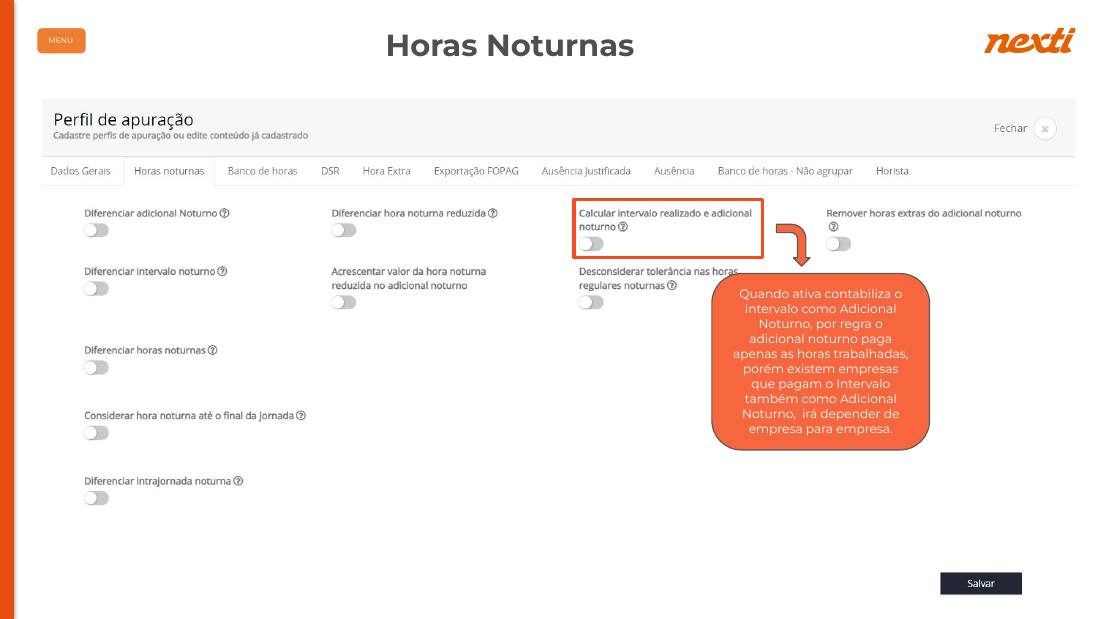 MENU
Horas Noturnas
nexti
Perfil de apuração
Cadastre perfis de apuração ou edite conteúdo já cadastrado
Fechar
Dados Gerais Horas noturnas Banco de horas DSR Hora Extra Exportação FOPAG Ausência Justificada Ausência Banco de horas - Não agrupar Horista
Diferenciar adicional Noturno
Diferenciar hora noturna reduzida
Calcular intervalo realizado e adicional
noturno
Remover horas extras do adicional noturno
Diferenciar intervalo noturno
Acrescentar valor da hora noturna
reduzida no adicional noturno
Desconsiderar tolerância nas horas
regulares noturnas
Quando ativa contabiliza o
intervalo como Adicional
Noturno, por regra o
adicional noturno paga
apenas as horas trabalhadas,
porém existem empresas
que pagam o Intervalo
também como Adicional
Noturno, irá depender de
empresa para empresa.
Diferenciar horas noturnas
Considerar hora noturna até o final da jornada
Diferenciar intrajornada noturna
Salvar